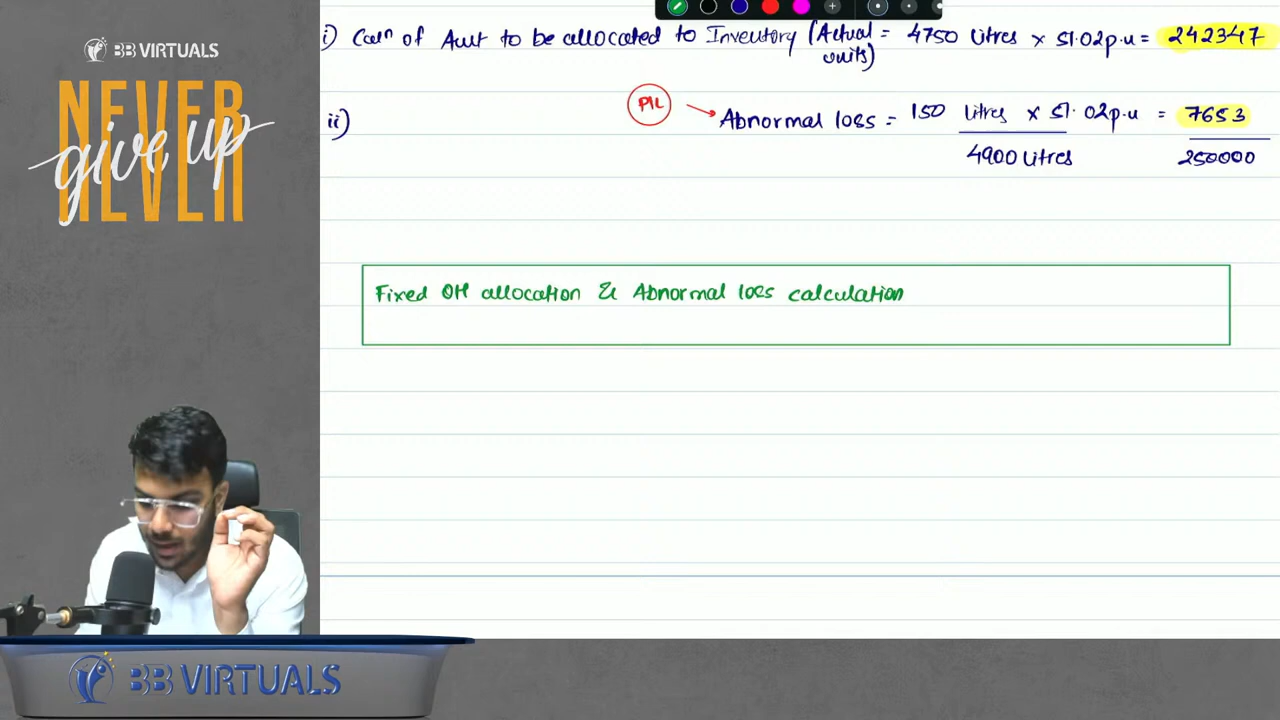 BB VIRTUALS
NEVER
give up
NEVER
i) Caln of Amt to be allocated to Inventory (Actual units) = 4750 litres x 51.02p.u = 242347
ii) P/L → Abnormal loss = 150 litres x 51.02p.u = 7653
4900 litres 250000
Fixed OH allocation & Abnormal loss calculation
BB VIRTUALS